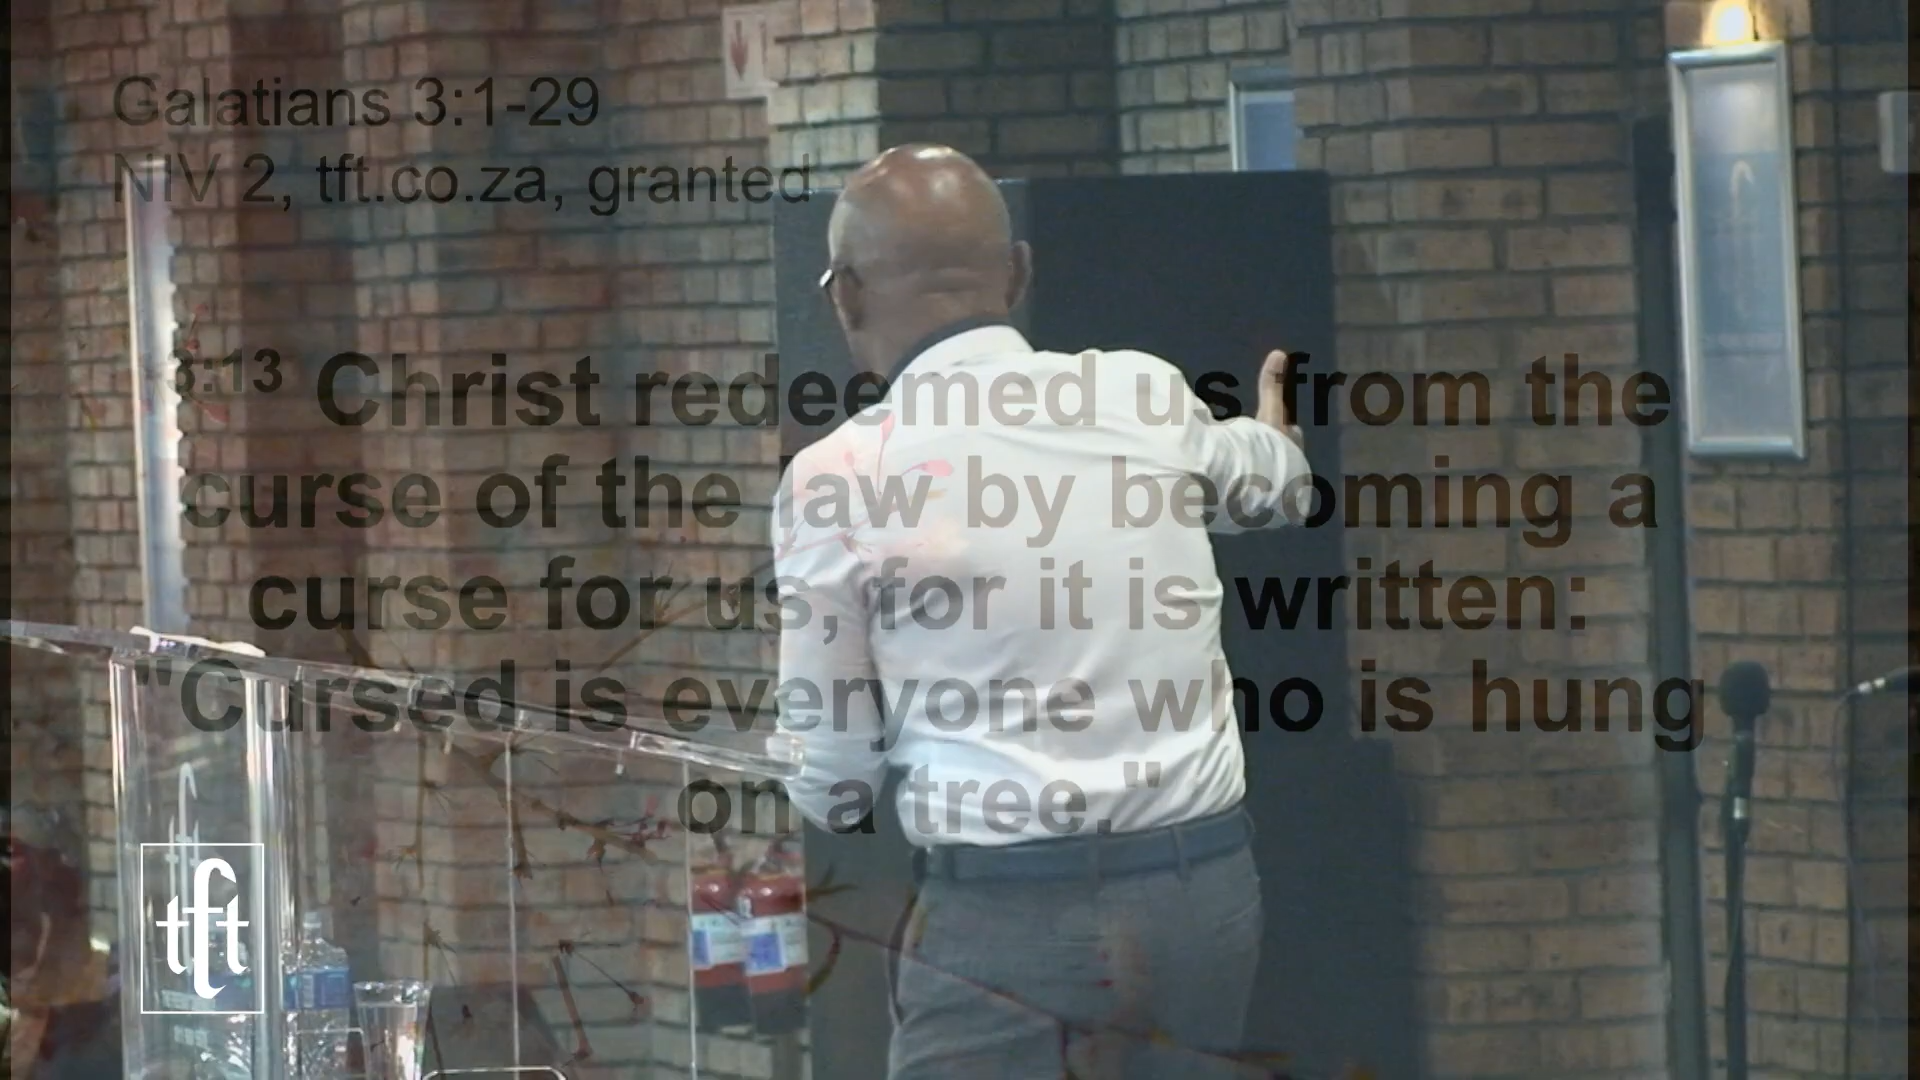 Galatians 3:1-29
NIV 2, tft.co.za, granted
3:13 Christ redeemed us from the
curse of the law by becoming a
curse for us, for it is written:
"Cursed is everyone who is hung
on a tree."
tft